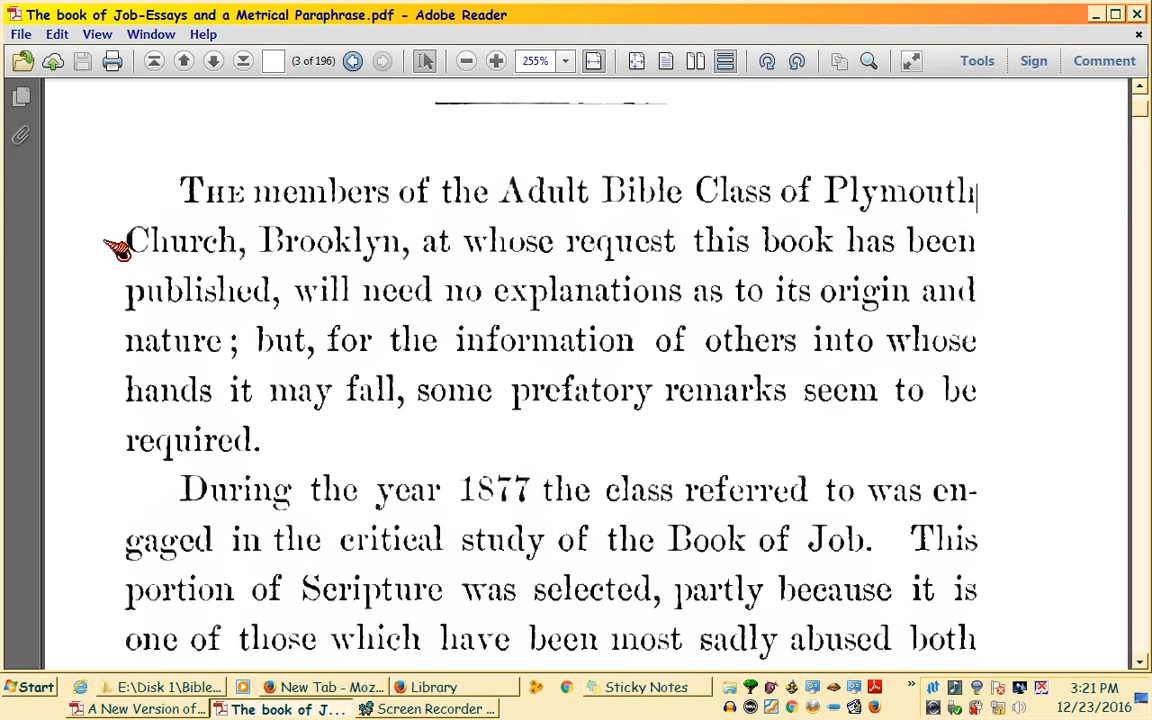 The book of Job-Essays and a Metrical Paraphrase.pdf - Adobe Reader
File Edit View Window Help
(3 of 196) 255% Tools Sign Comment
THE members of the Adult Bible Class of Plymouth
Church, Brooklyn, at whose request this book has been
published, will need no explanations as to its origin and
nature; but, for the information of others into whose
hands it may fall, some prefatory remarks seem to be
required.
During the year 1877 the class referred to was en-
gaged in the critical study of the Book of Job. This
portion of Scripture was selected, partly because it is
one of those which have been most sadly abused both
Start E:\Disk 1\Bible... New Tab - Moz... Library Sticky Notes 3:21 PM
A New Version of... The book of J... Screen Recorder ... 12/23/2016